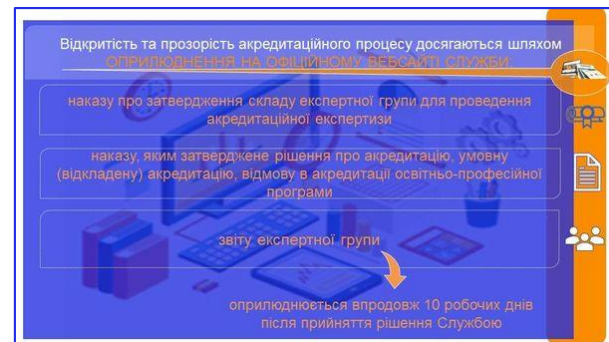 Відкритість та прозорість акредитаційного процесу досягаються шляхом
ОПРИЛЮДНЕННЯ НА ОФІЦІЙНОМУ ВЕБСАЙТІ СЛУЖБИ:
наказу про затвердження складу експертної групи для проведення
акредитаційної експертизи
наказу, яким затверджене рішення про акредитацію, умовну
(відкладену) акредитацію, відмову в акредитації освітньо-професійної
програми
звіту експертної групи
оприлюднюється впродовж 10 робочих днів
після прийняття рішення Службою